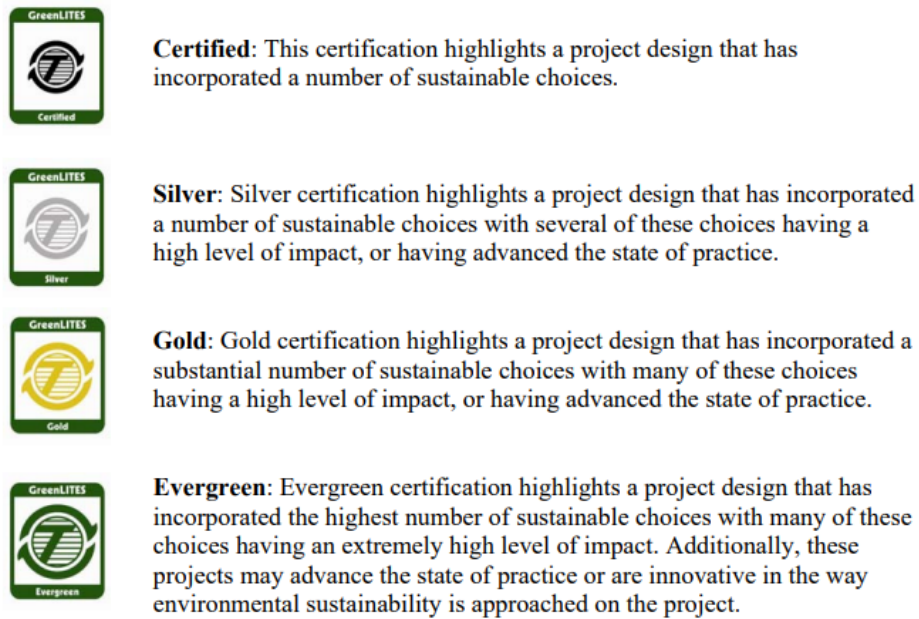 GreenLITES
Certified
Certified: This certification highlights a project design that has
incorporated a number of sustainable choices.
GreenLITES
Silver
Silver: Silver certification highlights a project design that has incorporated
a number of sustainable choices with several of these choices having a
high level of impact, or having advanced the state of practice.
GreenLITES
Gold
Gold: Gold certification highlights a project design that has incorporated a
substantial number of sustainable choices with many of these choices
having a high level of impact, or having advanced the state of practice.
GreenLITES
Evergreen
Evergreen: Evergreen certification highlights a project design that has
incorporated the highest number of sustainable choices with many of these
choices having an extremely high level of impact. Additionally, these
projects may advance the state of practice or are innovative in the way
environmental sustainability is approached on the project.